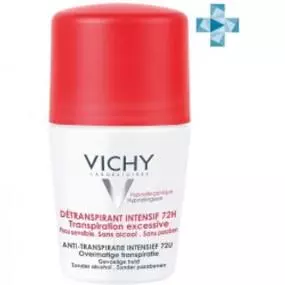 VICHY
LABORATOIRES
Hypoallergénique
Hypoallergeen
DÉTRANSPIRANT INTENSIF 72H
Transpiration excessive
Peau sensible. Sans alcool. Sans paraben
ANTI-TRANSPIRATIE INTENSIEF 72U
Overmatige transpiratie
Gevoelige huid
Zonder alcohol. Zonder parabenen